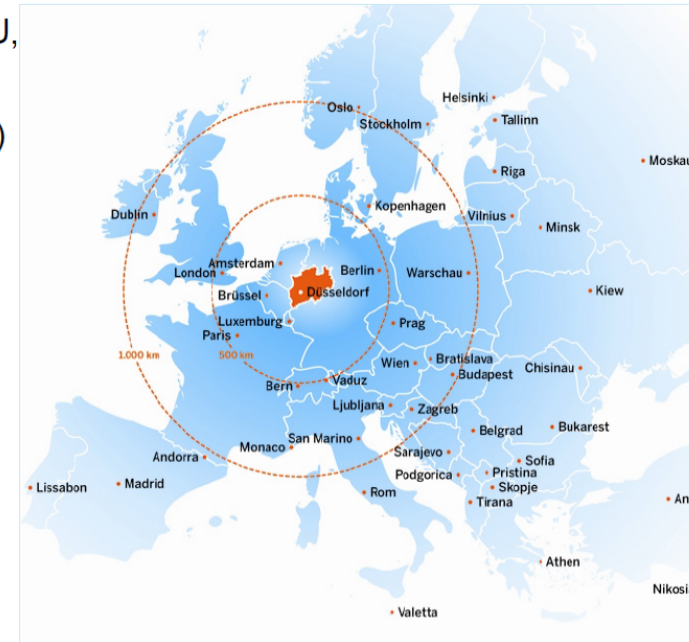 U,
)
Helsinki
Oslo
Tallinn
Stockholm
Moskau
Riga
Kopenhagen
Dublin
Vilnius
Minsk
Amsterdam
Berlin
Warschau
London
Kiew
Düsseldorf
Brüssel
Luxemburg
Prag
Paris
1.000 km
500 km
Wien
Bratislava
Chisinau
Budapest
Bern
Vaduz
Ljubljana
Zagreb
Bukarest
Belgrad
San Marino
Monaco
Sarajevo
Andorra
Sofia
Pristina
Podgorica
Madrid
Lissabon
Skopje
Rom
An
Tirana
Athen
Nikosia
Valetta